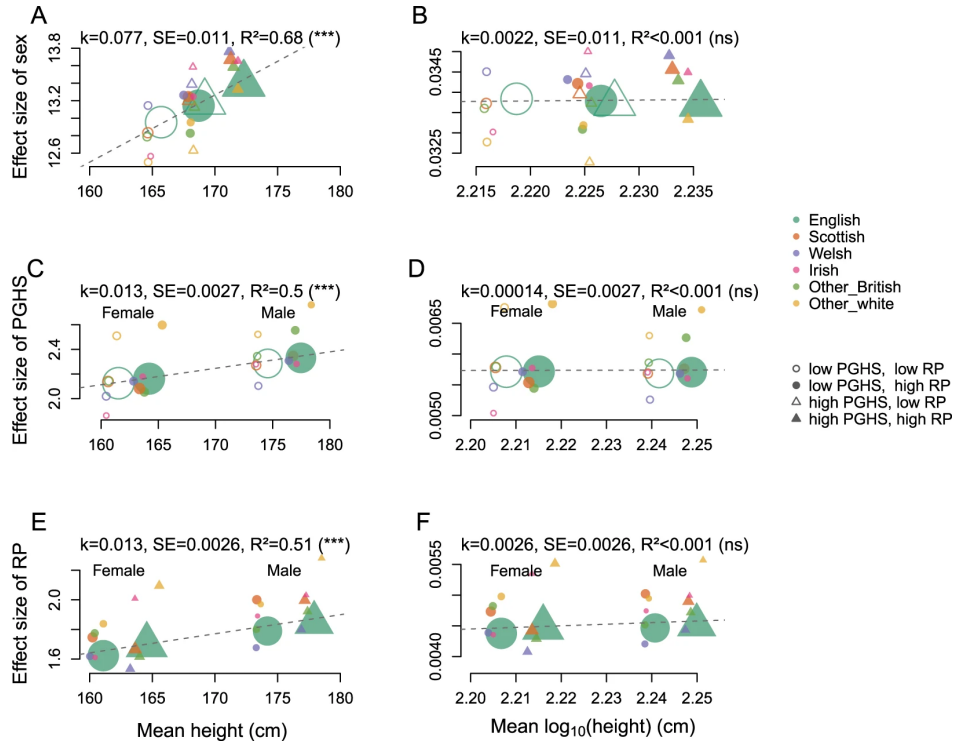 A
k=0.077, SE=0.011, R²=0.68 (***)
Effect size of sex
13.8
13.2
12.6
160 165 170 175 180
B
k=0.0022, SE=0.011, R²<0.001 (ns)
0.0345
0.0325
2.215 2.220 2.225 2.230 2.235
English
Scottish
Welsh
Irish
Other_British
Other_white
C
k=0.013, SE=0.0027, R²=0.5 (***)
Female Male
Effect size of PGHS
2.4
2.0
160 165 170 175 180
D
k=0.00014, SE=0.0027, R²<0.001 (ns)
Female Male
0.0065
0.0050
2.20 2.21 2.22 2.23 2.24 2.25
low PGHS, low RP
low PGHS, high RP
high PGHS, low RP
high PGHS, high RP
E
k=0.013, SE=0.0026, R²=0.51 (***)
Female Male
Effect size of RP
2.0
1.6
160 165 170 175 180
Mean height (cm)
F
k=0.0026, SE=0.0026, R²<0.001 (ns)
Female Male
0.0055
0.0040
2.20 2.21 2.22 2.23 2.24 2.25
Mean log₁₀(height) (cm)